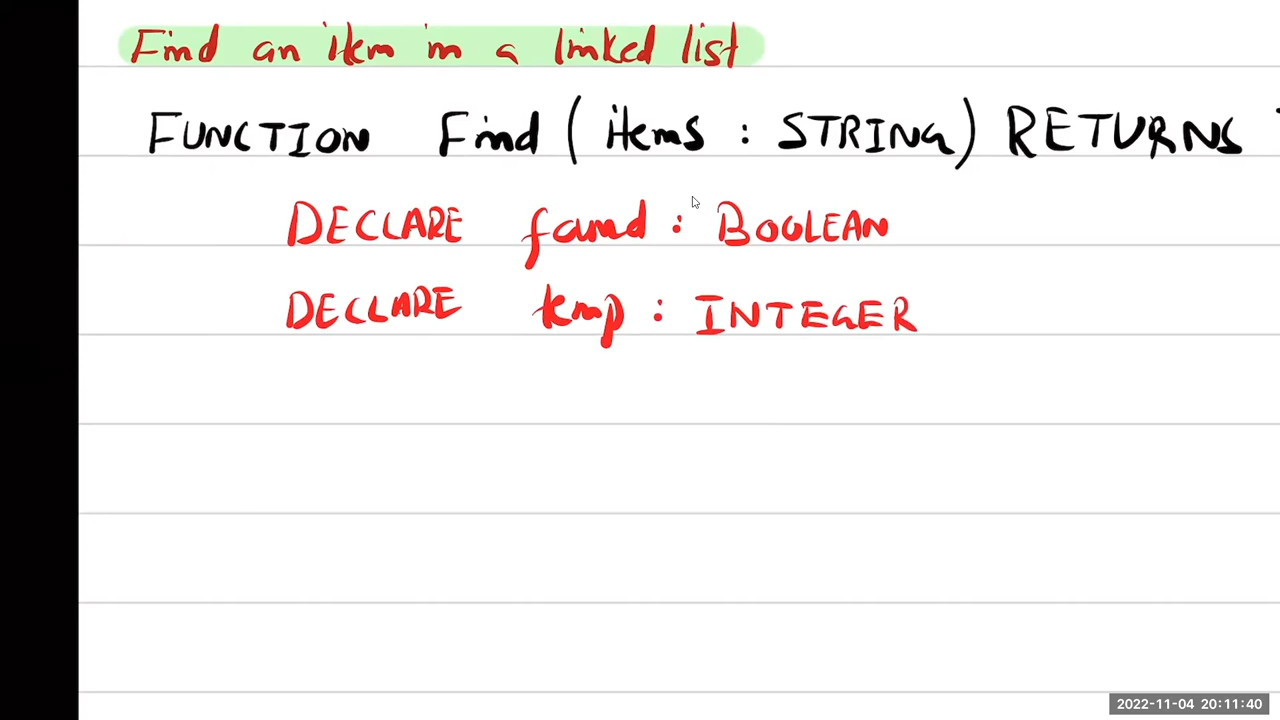 Find an item in a linked list
FUNCTION Find ( items : STRING ) RETURNS
DECLARE found : BOOLEAN
DECLARE temp : INTEGER
2022-11-04 20:11:40